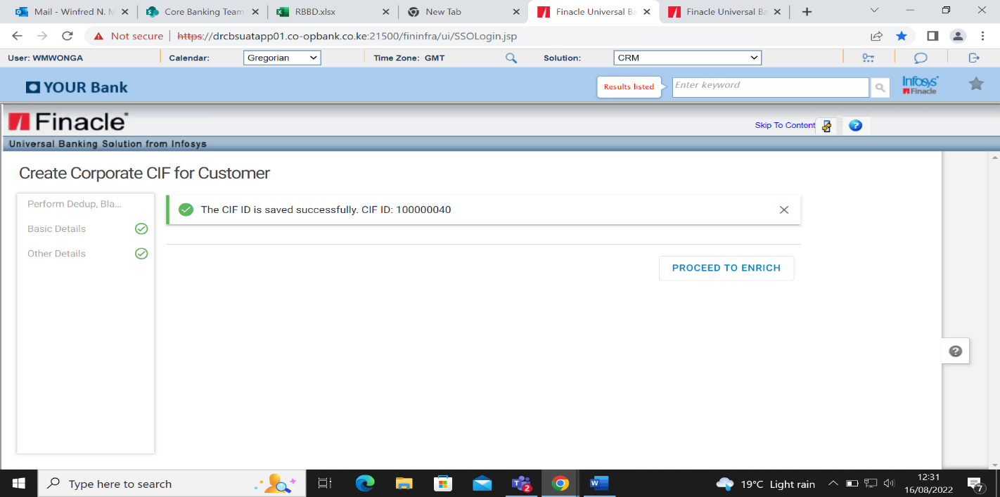 Mail - Winfred N. M
Core Banking Team
RBBD.xlsx
New Tab
Finacle Universal Ba
Finacle Universal Ba
Not secure
https://drcbsuatapp01.co-opbank.co.ke:21500/fininfra/ui/SSOLogin.jsp
User: WMWONGA
Calendar:
Gregorian
Time Zone: GMT
Solution:
CRM
YOUR Bank
Results listed
Enter keyword
Infosys
Finacle
Finacle
Skip To Content
Universal Banking Solution from Infosys
Create Corporate CIF for Customer
Perform Dedup, Bla...
Basic Details
Other Details
The CIF ID is saved successfully. CIF ID: 100000040
PROCEED TO ENRICH
Type here to search
2
19°C Light rain
12:31
16/08/2022
7